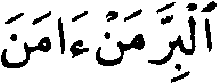 ٱلْبِرَّ مَنْ ءَامَنَ